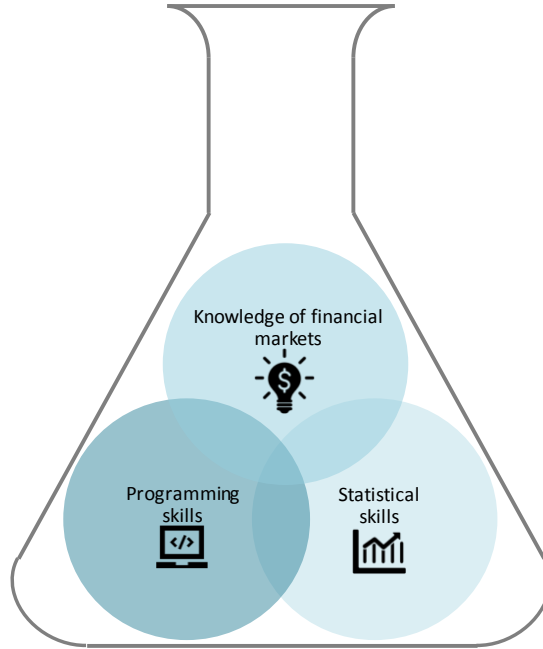 Knowledge of financial
markets
$
Programming
skills
</>
Statistical
skills